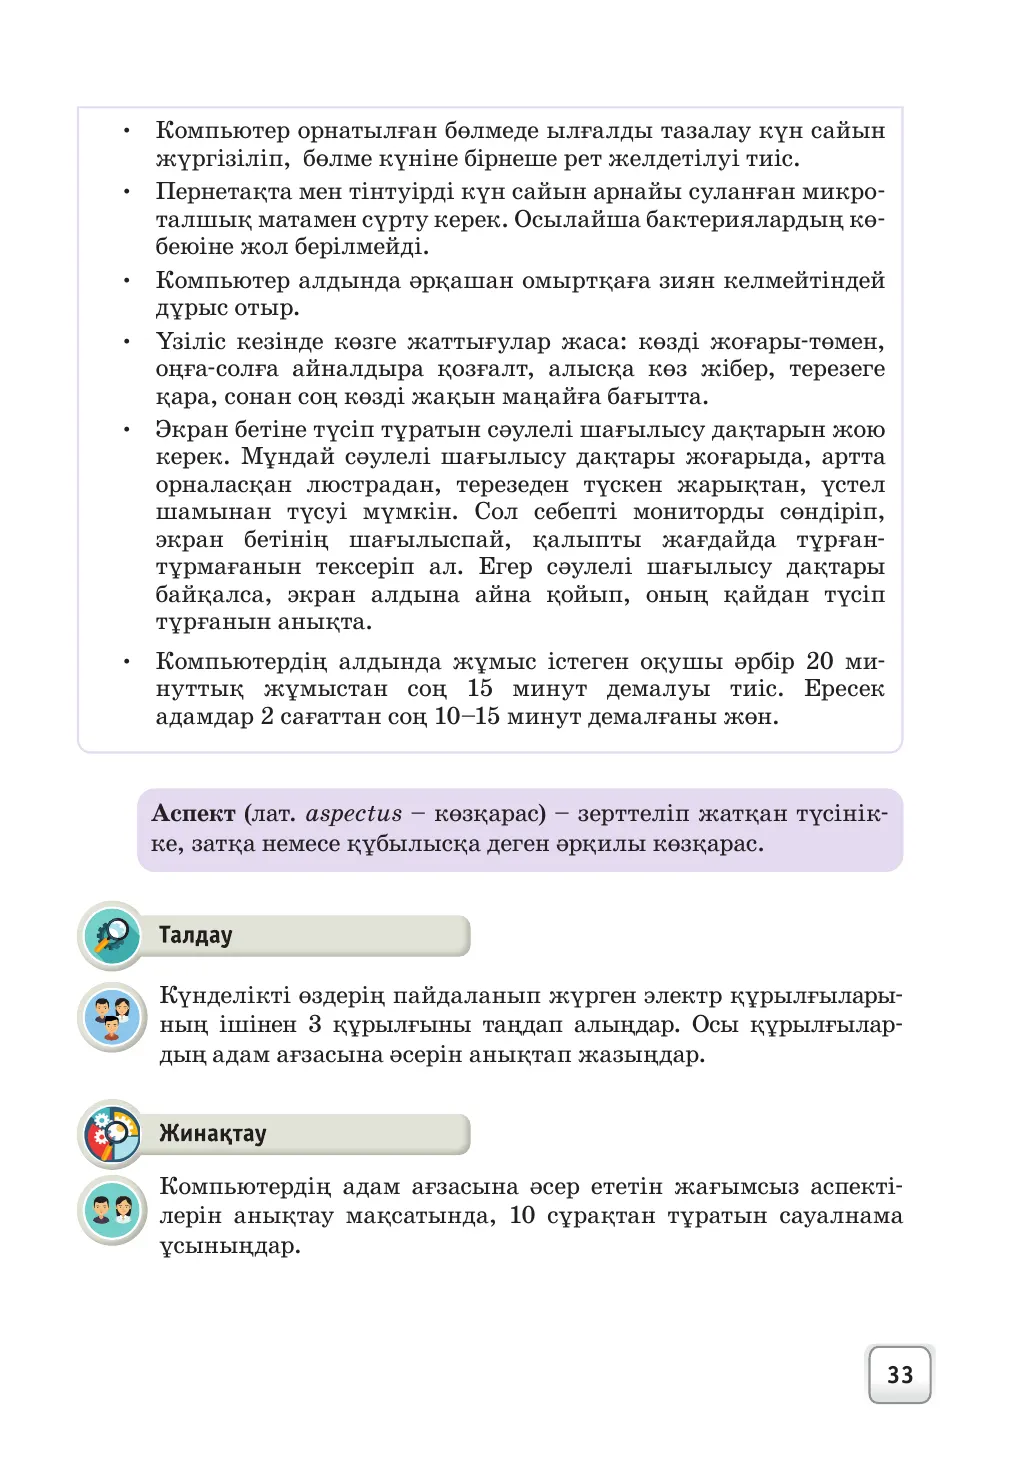 • Компьютер орнатылған бөлмеде ылғалды тазалау күн сайын
жүргізіліп, бөлме күніне бірнеше рет желдетілуі тиіс.
• Пернетақта мен тінтуірді күн сайын арнайы суланған микро-
талшық матамен сүрту керек. Осылайша бактериялардың кө-
беюіне жол берілмейді.
• Компьютер алдында әрқашан омыртқаға зиян келмейтіндей
дұрыс отыр.
• Үзіліс кезінде көзге жаттығулар жаса: көзді жоғары-төмен,
оңға-солға айналдыра қозғалт, алысқа көз жібер, терезеге
қара, сонан соң көзді жақын маңайға бағытта.
• Экран бетіне түсіп тұратын сәулелі шағылысу дақтарын жою
керек. Мұндай сәулелі шағылысу дақтары жоғарыда, артта
орналасқан люстрадан, терезеден түскен жарықтан, үстел
шамынан түсуі мүмкін. Сол себепті мониторды сөндіріп,
экран бетінің шағылыспай, қалыпты жағдайда тұрған-
тұрмағанын тексеріп ал. Егер сәулелі шағылысу дақтары
байқалса, экран алдына айна қойып, оның қайдан түсіп
тұрғанын анықта.
• Компьютердің алдында жұмыс істеген оқушы әрбір 20 ми-
нуттық жұмыстан соң 15 минут демалуы тиіс. Ересек
адамдар 2 сағаттан соң 10–15 минут демалғаны жөн.
Аспект (лат. aspectus – көзқарас) – зерттеліп жатқан түсінік-
ке, затқа немесе құбылысқа деген әрқилы көзқарас.
Талдау
Күнделікті өздерің пайдаланып жүрген электр құрылғылары-
ның ішінен 3 құрылғыны таңдап алыңдар. Осы құрылғылар-
дың адам ағзасына әсерін анықтап жазыңдар.
Жинақтау
Компьютердің адам ағзасына әсер ететін жағымсыз аспекті-
лерін анықтау мақсатында, 10 сұрақтан тұратын сауалнама
ұсыныңдар.
33